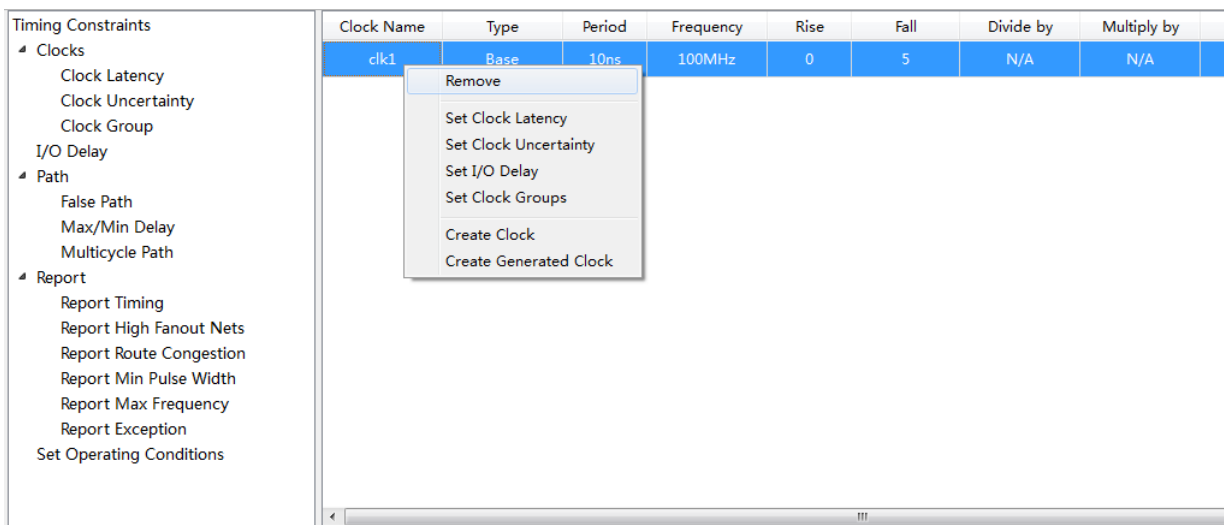 Timing Constraints
Clocks
Clock Latency
Clock Uncertainty
Clock Group
I/O Delay
Path
False Path
Max/Min Delay
Multicycle Path
Report
Report Timing
Report High Fanout Nets
Report Route Congestion
Report Min Pulse Width
Report Max Frequency
Report Exception
Set Operating Conditions
Clock Name Type Period Frequency Rise Fall Divide by Multiply by
clk1 Base 10ns 100MHz 0 5 N/A N/A
Remove
Set Clock Latency
Set Clock Uncertainty
Set I/O Delay
Set Clock Groups
Create Clock
Create Generated Clock